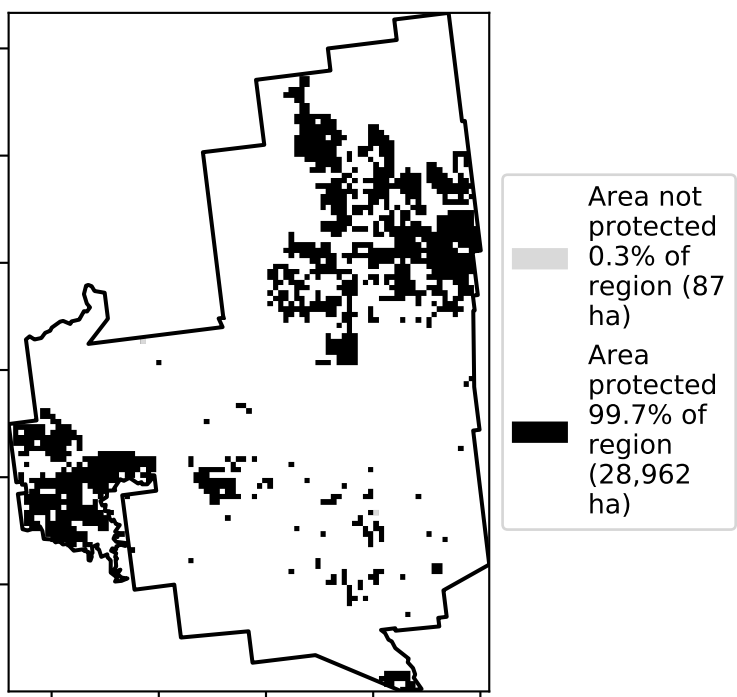 Area not
protected
0.3% of
region (87
ha)
Area
protected
99.7% of
region
(28,962
ha)